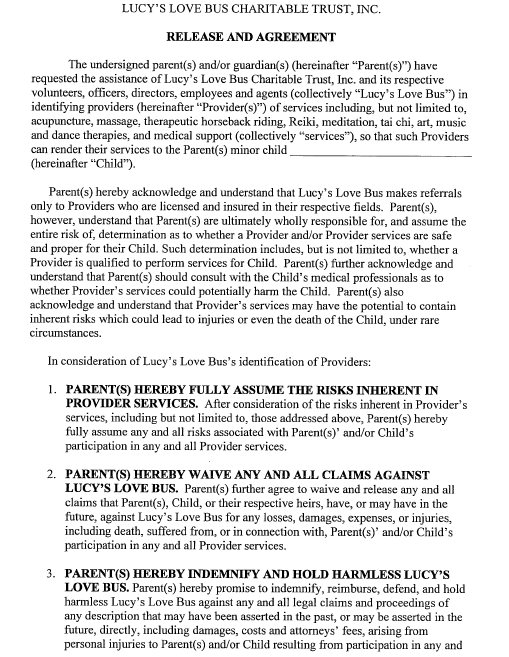 LUCY'S LOVE BUS CHARITABLE TRUST, INC.
RELEASE AND AGREEMENT
The undersigned parent(s) and/or guardian(s) (hereinafter "Parent(s)") have
requested the assistance of Lucy's Love Bus Charitable Trust, Inc. and its respective
volunteers, officers, directors, employees and agents (collectively "Lucy's Love Bus") in
identifying providers (hereinafter "Provider(s)") of services including, but not limited to,
acupuncture, massage, therapeutic horseback riding, Reiki, meditation, tai chi, art, music
and dance therapies, and medical support (collectively "services"), so that such Providers
can render their services to the Parent(s) minor child ____________________
(hereinafter "Child").
Parent(s) hereby acknowledge and understand that Lucy's Love Bus makes referrals
only to Providers who are licensed and insured in their respective fields. Parent(s),
however, understand that Parent(s) are ultimately wholly responsible for, and assume the
entire risk of, determination as to whether a Provider and/or Provider services are safe
and proper for their Child. Such determination includes, but is not limited to, whether a
Provider is qualified to perform services for Child. Parent(s) further acknowledge and
understand that Parent(s) should consult with the Child's medical professionals as to
whether Provider's services could potentially harm the Child. Parent(s) also
acknowledge and understand that Provider's services may have the potential to contain
inherent risks which could lead to injuries or even the death of the Child, under rare
circumstances.
In consideration of Lucy's Love Bus's identification of Providers:
1. PARENT(S) HEREBY FULLY ASSUME THE RISKS INHERENT IN
PROVIDER SERVICES. After consideration of the risks inherent in Provider's
services, including but not limited to, those addressed above, Parent(s) hereby
fully assume any and all risks associated with Parent(s)' and/or Child's
participation in any and all Provider services.
2. PARENT(S) HEREBY WAIVE ANY AND ALL CLAIMS AGAINST
LUCY'S LOVE BUS. Parent(s) further agree to waive and release any and all
claims that Parent(s), Child, or their respective heirs, have, or may have in the
future, against Lucy's Love Bus for any losses, damages, expenses, or injuries,
including death, suffered from, or in connection with, Parent(s)' and/or Child's
participation in any and all Provider services.
3. PARENT(S) HEREBY INDEMNIFY AND HOLD HARMLESS LUCY'S
LOVE BUS. Parent(s) hereby promise to indemnify, reimburse, defend, and hold
harmless Lucy's Love Bus against any and all legal claims and proceedings of
any description that may have been asserted in the past, or may be asserted in the
future, directly, including damages, costs and attorneys' fees, arising from
personal injuries to Parent(s) and/or Child resulting from participation in any and